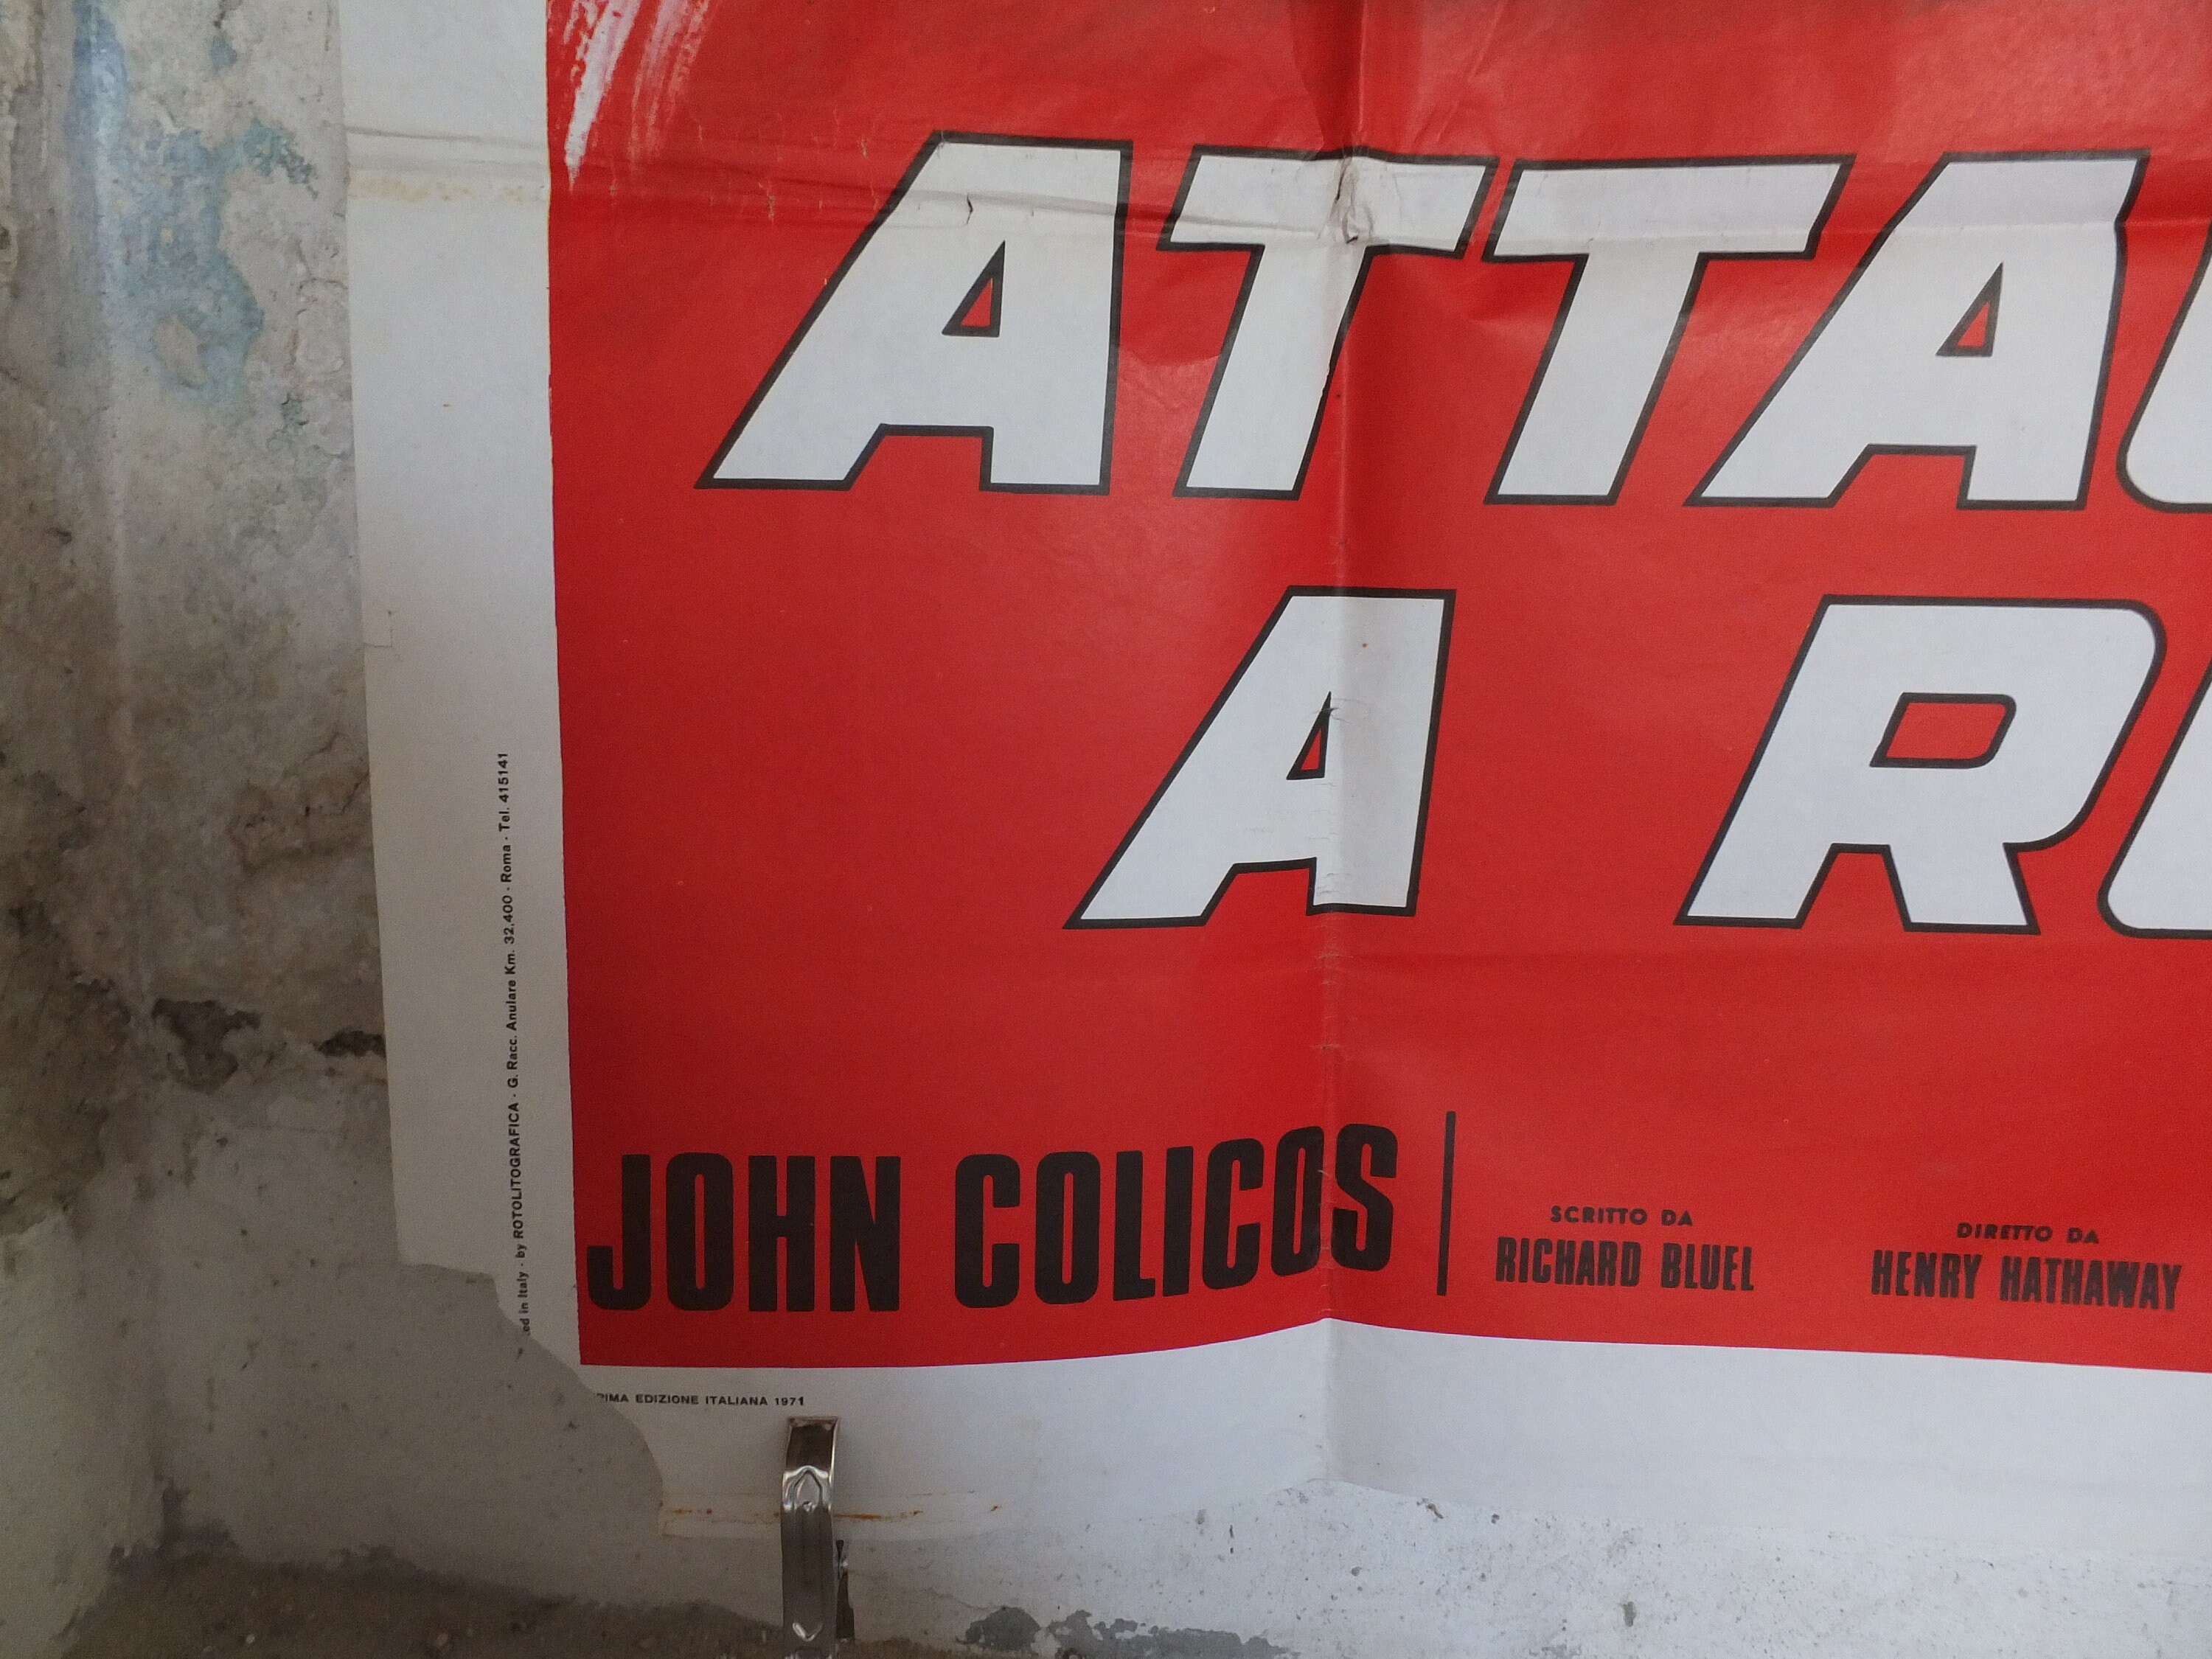 ATTA
A R
JOHN COLICOS
SCRITTO DA
RICHARD BLUEL
DIRETTO DA
HENRY HATHAWAY
IMA EDIZIONE ITALIANA 1971
ed in Italy - by ROTOLITOGRAFICA - G. Racc. Anulare Km. 32,400 - Roma - Tel. 415141